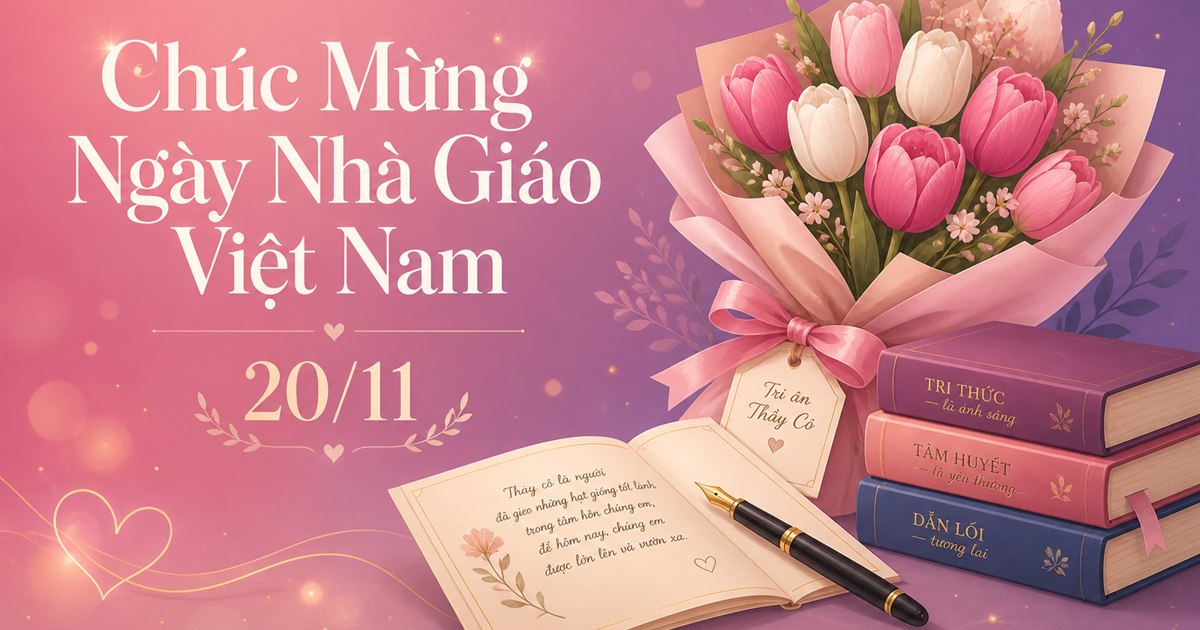 Chúc Mừng
Ngày Nhà Giáo
Việt Nam
20/11
Tri ân
Thầy Cô
TRI THỨC
— là ánh sáng
TÂM HUYẾT
— là yêu thương
DẪN LỐI
— tương lai
Thầy cô là người
đã gieo những hạt giống tốt lành
trong tâm hồn chúng em,
để hôm nay, chúng em
được lớn lên và vươn xa.